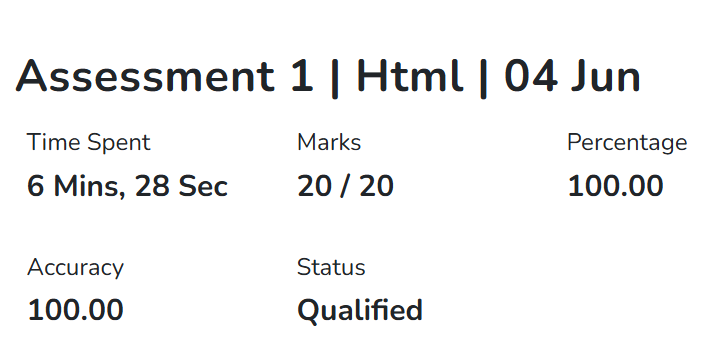 Assessment 1 | Html | 04 Jun
Time Spent
Marks
Percentage
6 Mins, 28 Sec
20 / 20
100.00
Accuracy
Status
100.00
Qualified